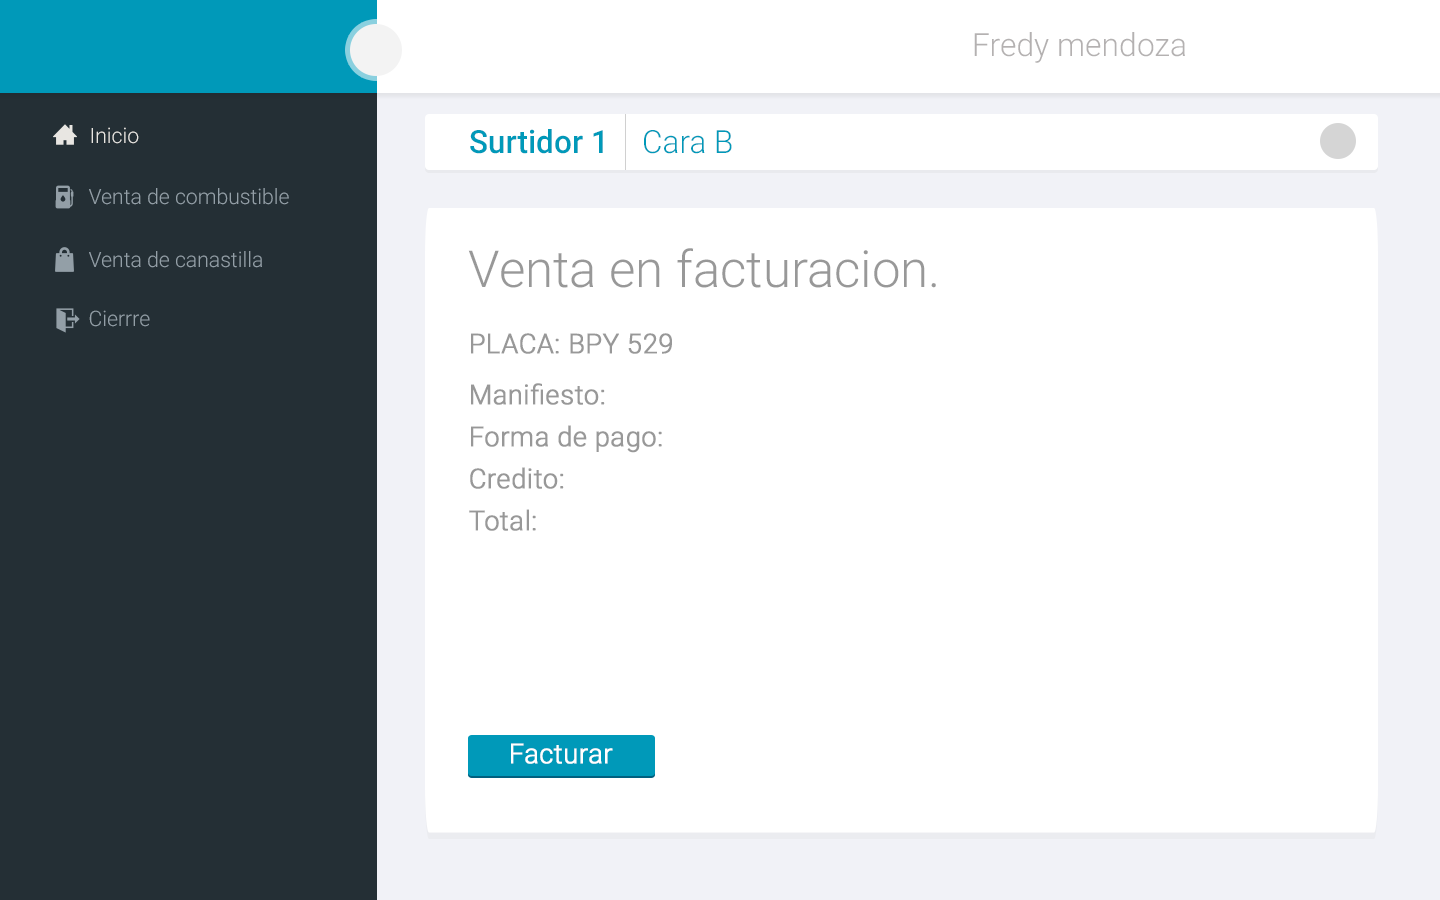 Fredy mendoza
Inicio
Venta de combustible
Venta de canastilla
Cierrre
Surtidor 1
Cara B
Venta en facturacion.
PLACA: BPY 529
Manifiesto:
Forma de pago:
Credito:
Total:
Facturar